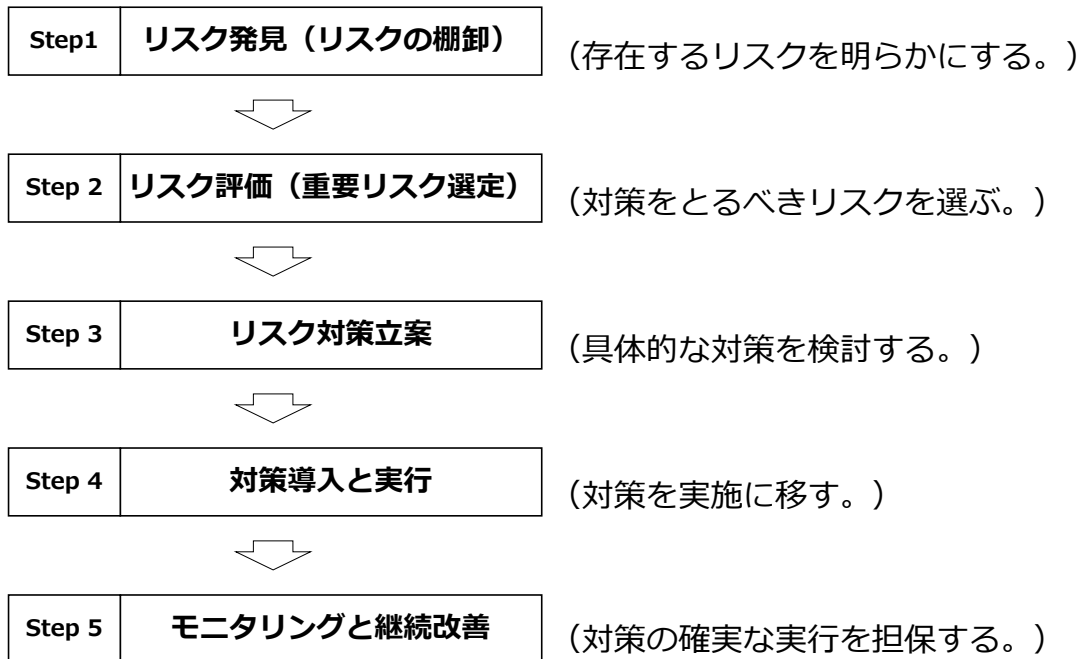 Step1 リスク発見（リスクの棚卸） （存在するリスクを明らかにする。）
Step 2 リスク評価（重要リスク選定） （対策をとるべきリスクを選ぶ。）
Step 3 リスク対策立案 （具体的な対策を検討する。）
Step 4 対策導入と実行 （対策を実施に移す。）
Step 5 モニタリングと継続改善 （対策の確実な実行を担保する。）